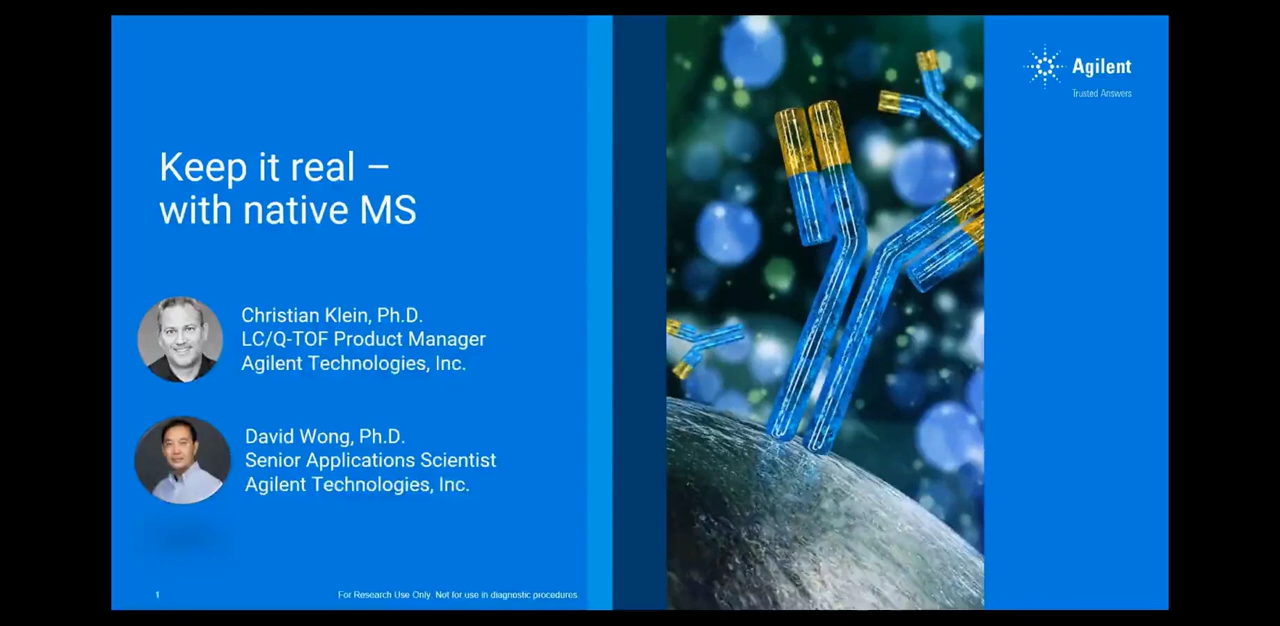 Keep it real –
with native MS
Christian Klein, Ph.D.
LC/Q-TOF Product Manager
Agilent Technologies, Inc.
David Wong, Ph.D.
Senior Applications Scientist
Agilent Technologies, Inc.
1
For Research Use Only. Not for use in diagnostic procedures.
Agilent
Trusted Answers